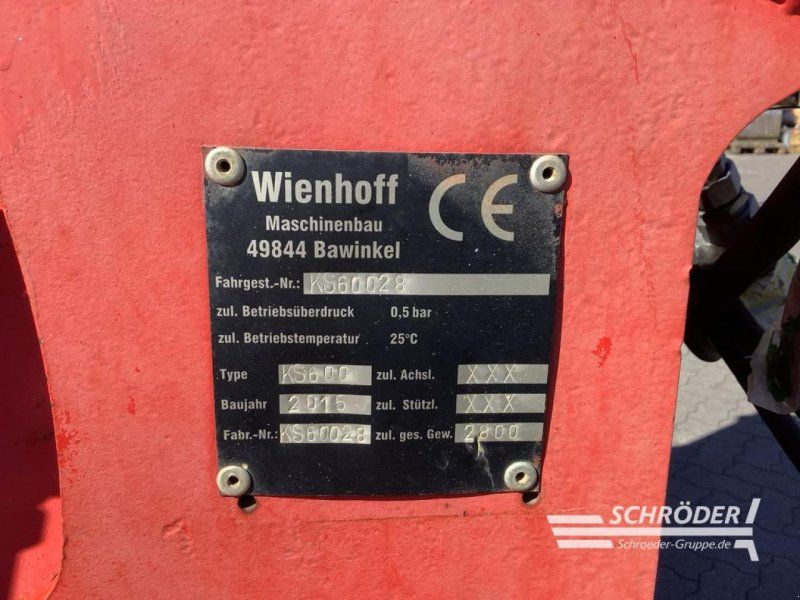 Wienhoff CE
Maschinenbau
49844 Bawinkel
Fahrgest.-Nr.: KS60028
zul. Betriebsüberdruck 0,5 bar
zul. Betriebstemperatur 25°C
Type KS600 zul. Achsl. XXX
Baujahr 2015 zul. Stützl. XXX
Fabr.-Nr.: KS60028 zul. ges. Gew. 2800
SCHRÖDER
Schroeder-Gruppe.de